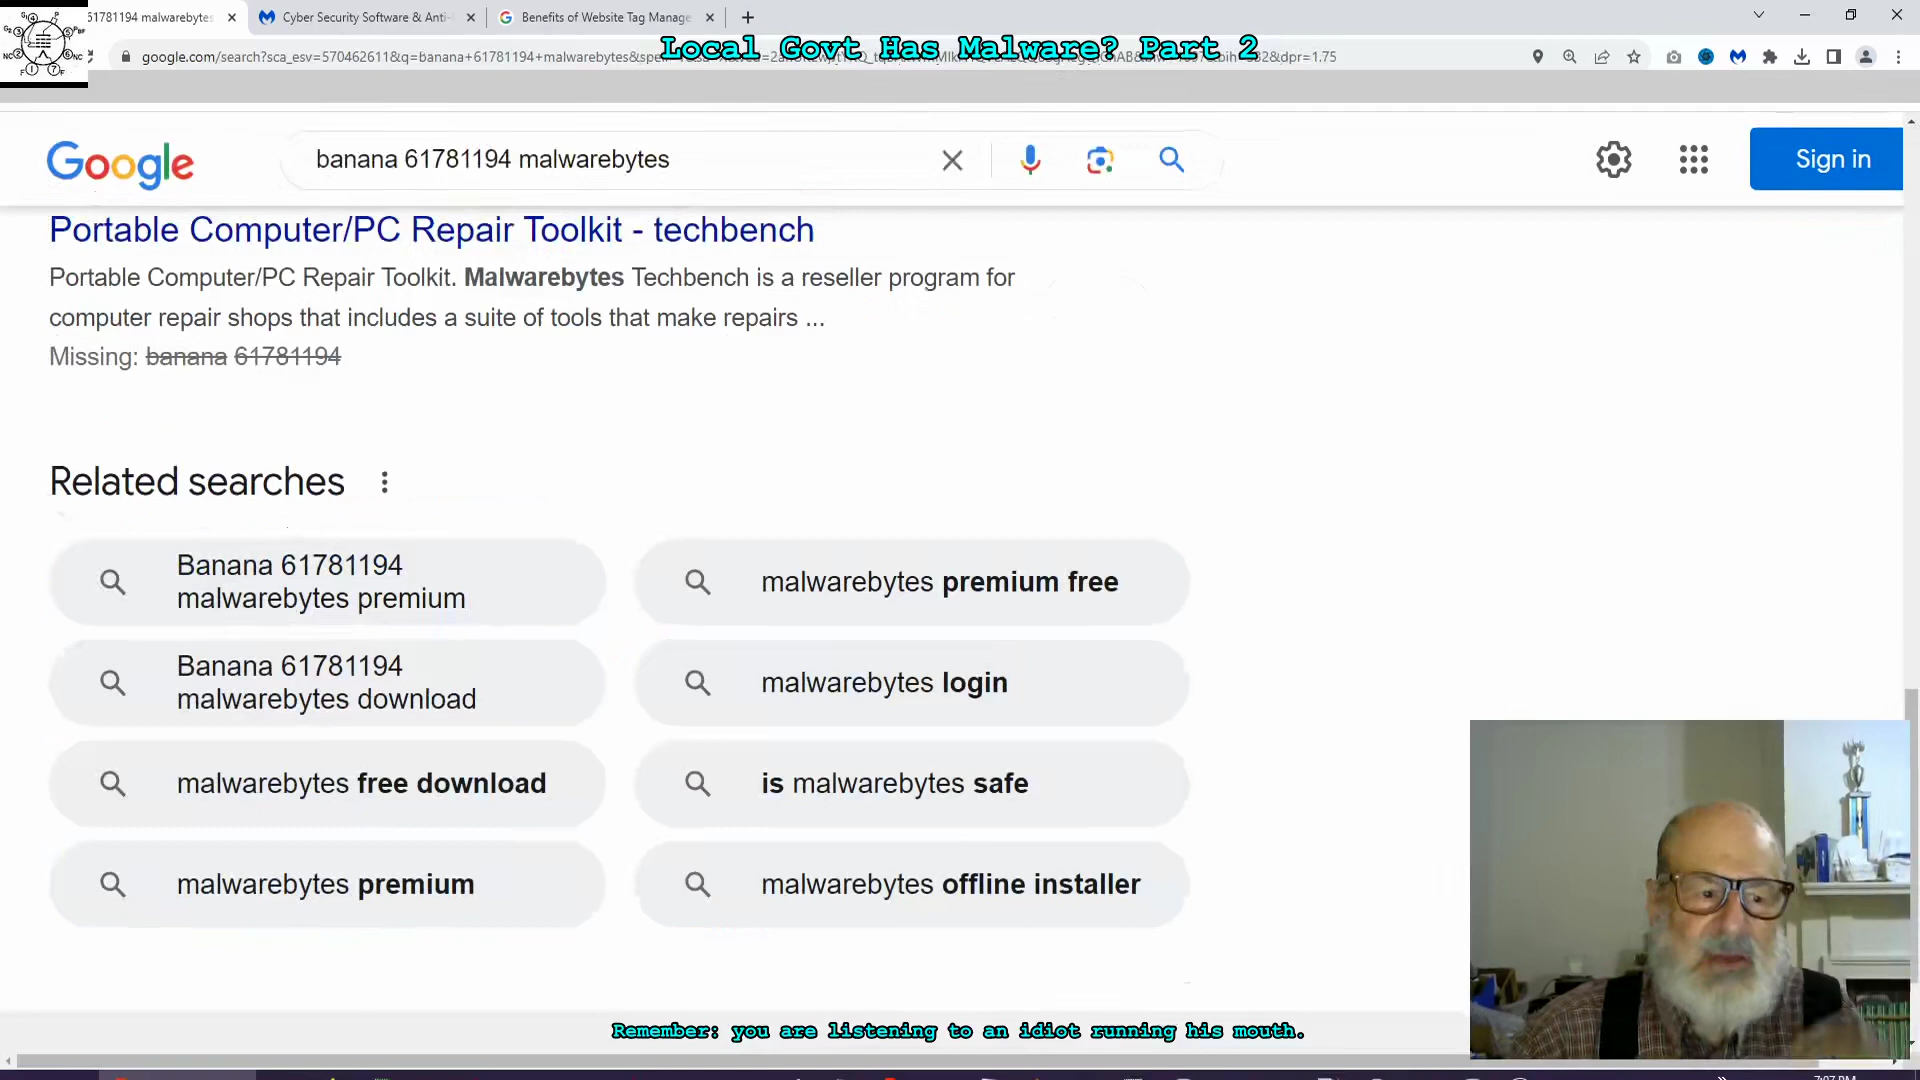 61781194 malwarebytes
Cyber Security Software & Anti-
Benefits of Website Tag Manage
Local Govt Has Malware? Part 2
google.com/search?sca_esv=570462611&q=banana+61781194+malwarebytes&spel
&dpr=1.75
Google
banana 61781194 malwarebytes
Sign in
Portable Computer/PC Repair Toolkit - techbench
Portable Computer/PC Repair Toolkit. Malwarebytes Techbench is a reseller program for
computer repair shops that includes a suite of tools that make repairs ...
Missing: banana 61781194
Related searches
Banana 61781194
malwarebytes premium
malwarebytes premium free
Banana 61781194
malwarebytes download
malwarebytes login
malwarebytes free download
is malwarebytes safe
malwarebytes premium
malwarebytes offline installer
Remember: you are listening to an idiot running his mouth.